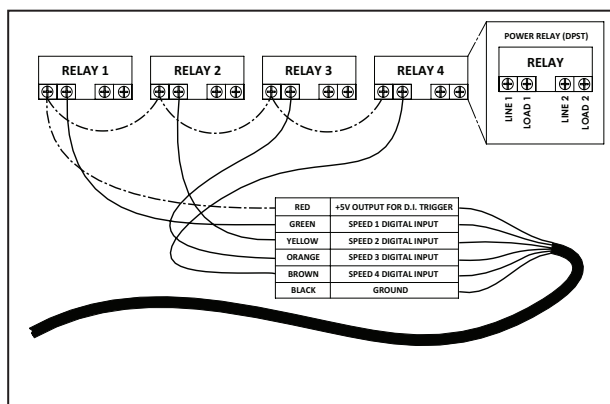 POWER RELAY (DPST)
RELAY 1
RELAY 2
RELAY 3
RELAY 4
RELAY
LINE 1
LOAD 1
LINE 2
LOAD 2
RED +5V OUTPUT FOR D.I. TRIGGER
GREEN SPEED 1 DIGITAL INPUT
YELLOW SPEED 2 DIGITAL INPUT
ORANGE SPEED 3 DIGITAL INPUT
BROWN SPEED 4 DIGITAL INPUT
BLACK GROUND